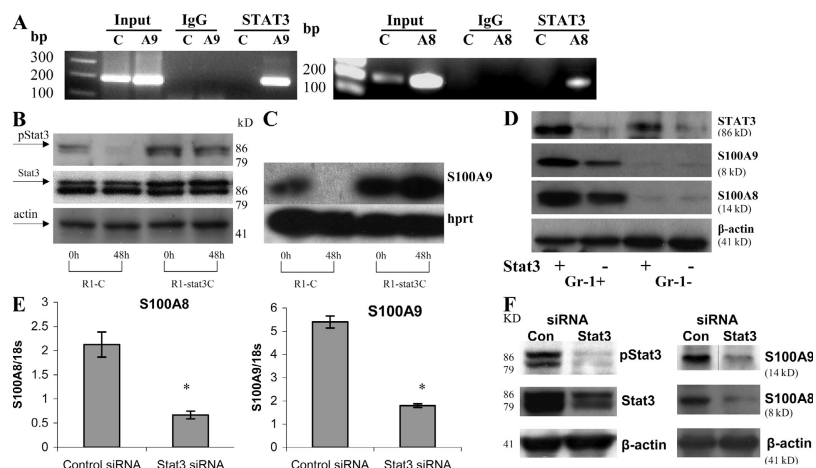 A
Input IgG STAT3
bp C A9 C A9 C A9
300
200
100
Input IgG STAT3
bp C A8 C A8 C A8
200
100
B
kD
pStat3
86
79
Stat3
86
79
actin
41
0h 48h 0h 48h
R1-C R1-stat3C
C
S100A9
hprt
0h 48h 0h 48h
R1-C R1-stat3C
D
STAT3
(86 kD)
S100A9
(8 kD)
S100A8
(14 kD)
β-actin
(41 kD)
Stat3 + - + -
Gr-1+ Gr-1-
E
S100A8
S100A8/18s
3
2.5
2
1.5
1
0.5
0
*
Control siRNA Stat3 siRNA
S100A9
S100A9/18s
6
5
4
3
2
1
0
*
Control siRNA Stat3 siRNA
F
KD
siRNA
Con Stat3
86
79
pStat3
86
79
Stat3
41
β-actin
siRNA
Con Stat3
S100A9
(14 kD)
S100A8
(8 kD)
β-actin
(41 kD)